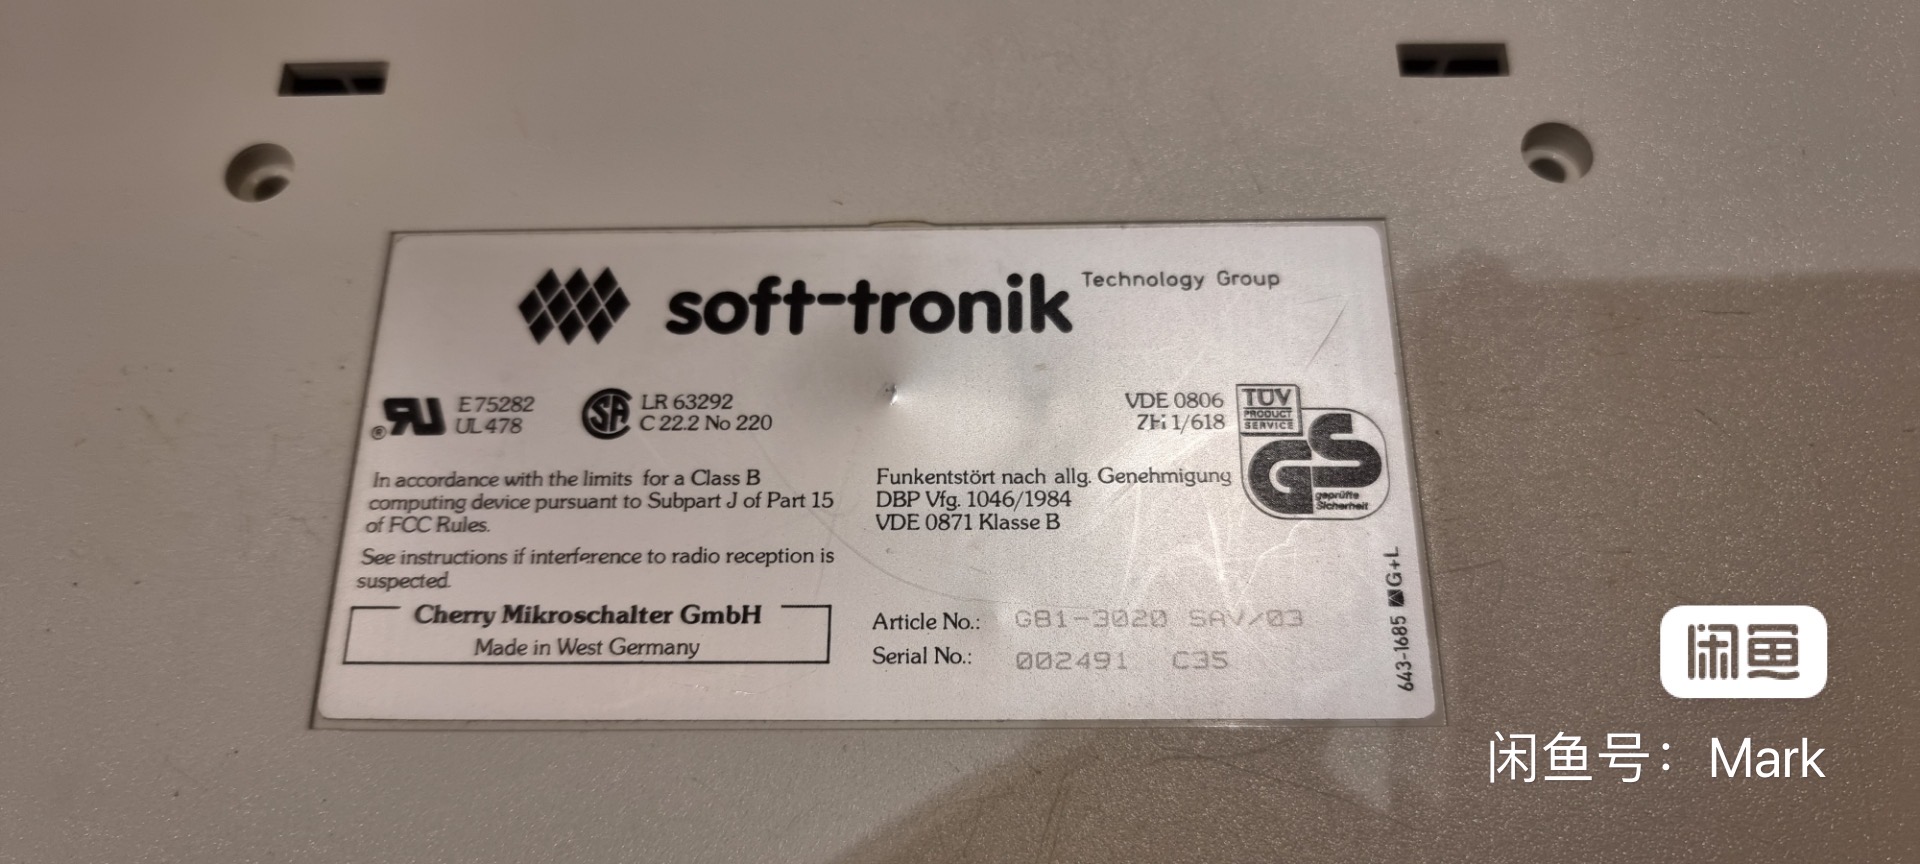 soft-tronik Technology Group
E 75282
UL 478
LR 63292
C 22.2 No 220
VDE 0806
ZH 1/618
TÜV
PRODUCT
SERVICE
GS
geprüfte
Sicherheit
In accordance with the limits for a Class B
computing device pursuant to Subpart J of Part 15
of FCC Rules.
See instructions if interference to radio reception is
suspected.
Funkentstört nach allg. Genehmigung
DBP Vfg. 1046/1984
VDE 0871 Klasse B
Cherry Mikroschalter GmbH
Made in West Germany
Article No.: G81-3020 SAV/03
Serial No.: 002491 C35
643-1685 G+L
闲鱼
闲鱼号：Mark